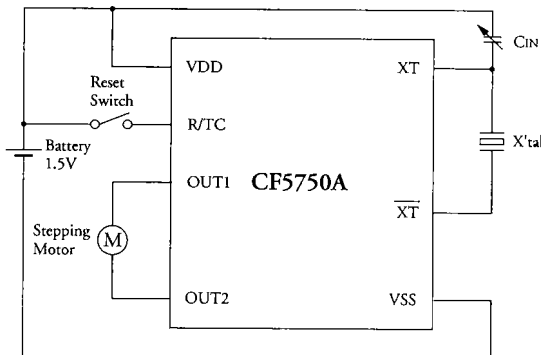 VDD
XT
CIN
Reset
Switch
R/TC
X'tal
Battery
1.5V
OUT1
CF5750A
XT
Stepping
Motor
M
OUT2
VSS